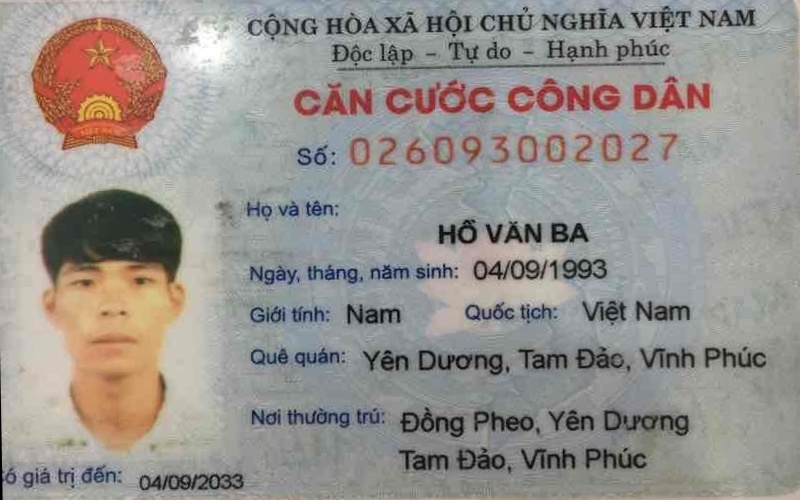 CỘNG HÒA XÃ HỘI CHỦ NGHĨA VIỆT NAM
Độc lập - Tự do - Hạnh phúc
CĂN CƯỚC CÔNG DÂN
Số: 026093002027
Họ và tên:
HỒ VĂN BA
Ngày, tháng, năm sinh: 04/09/1993
Giới tính: Nam Quốc tịch: Việt Nam
Quê quán: Yên Dương, Tam Đảo, Vĩnh Phúc
Nơi thường trú: Đồng Pheo, Yên Dương
Tam Đảo, Vĩnh Phúc
ó giá trị đến: 04/09/2033